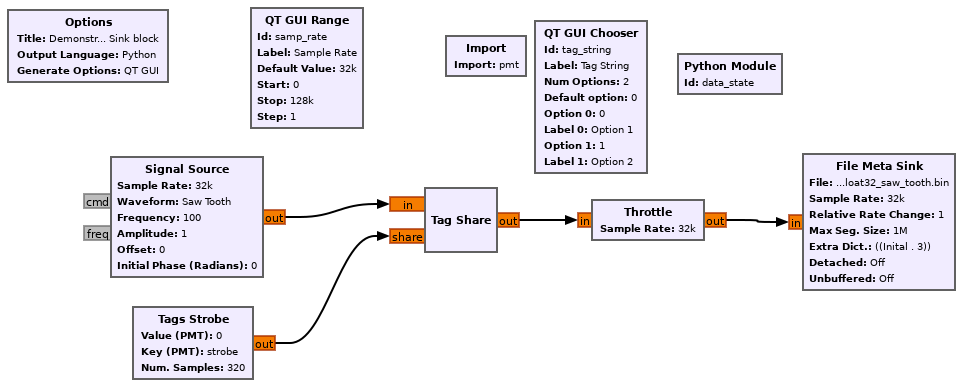 Options
Title: Demonstr... Sink block
Output Language: Python
Generate Options: QT GUI
QT GUI Range
Id: samp_rate
Label: Sample Rate
Default Value: 32k
Start: 0
Stop: 128k
Step: 1
Import
Import: pmt
QT GUI Chooser
Id: tag_string
Label: Tag String
Num Options: 2
Default option: 0
Option 0: 0
Label 0: Option 1
Option 1: 1
Label 1: Option 2
Python Module
Id: data_state
Signal Source
Sample Rate: 32k
Waveform: Saw Tooth
Frequency: 100
Amplitude: 1
Offset: 0
Initial Phase (Radians): 0
cmd
freq
out
Tags Strobe
Value (PMT): 0
Key (PMT): strobe
Num. Samples: 320
out
in
share
Tag Share
out
in
Throttle
Sample Rate: 32k
out
in
File Meta Sink
File: ...loat32_saw_tooth.bin
Sample Rate: 32k
Relative Rate Change: 1
Max Seg. Size: 1M
Extra Dict.: ((Inital . 3))
Detached: Off
Unbuffered: Off